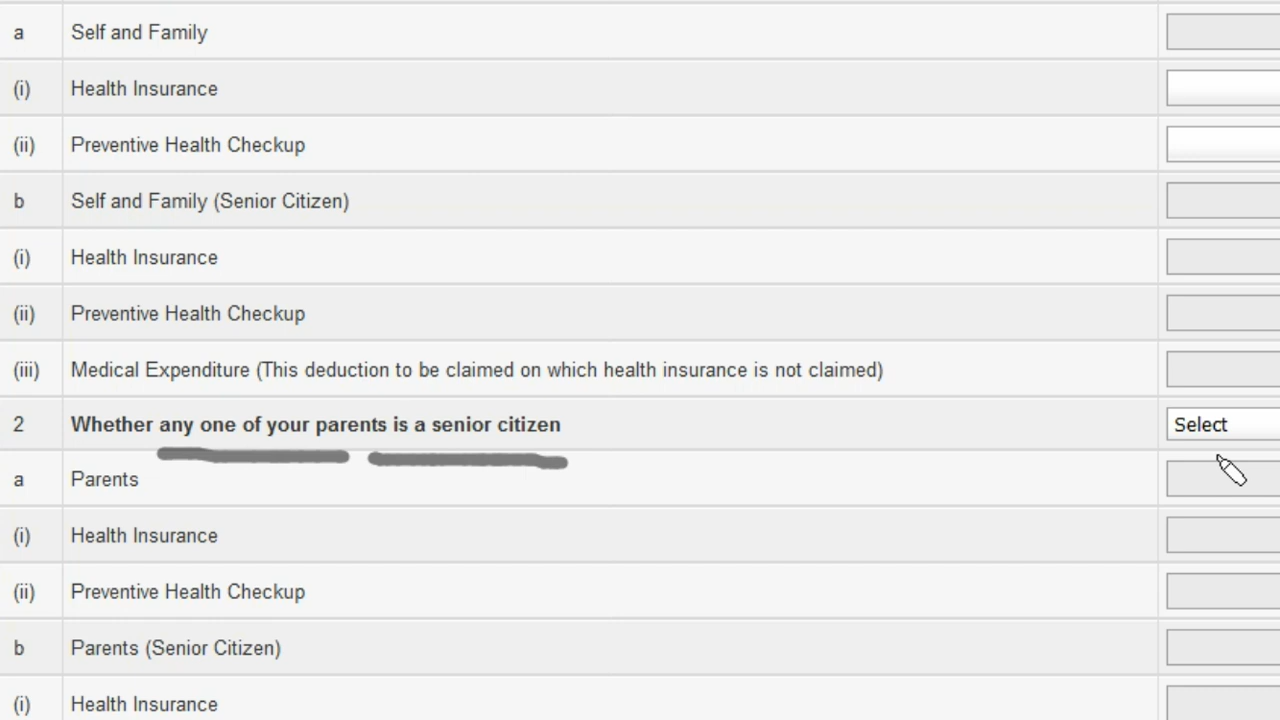 a Self and Family
(i) Health Insurance
(ii) Preventive Health Checkup
b Self and Family (Senior Citizen)
(i) Health Insurance
(ii) Preventive Health Checkup
(iii) Medical Expenditure (This deduction to be claimed on which health insurance is not claimed)
2 Whether any one of your parents is a senior citizen Select
a Parents
(i) Health Insurance
(ii) Preventive Health Checkup
b Parents (Senior Citizen)
(i) Health Insurance